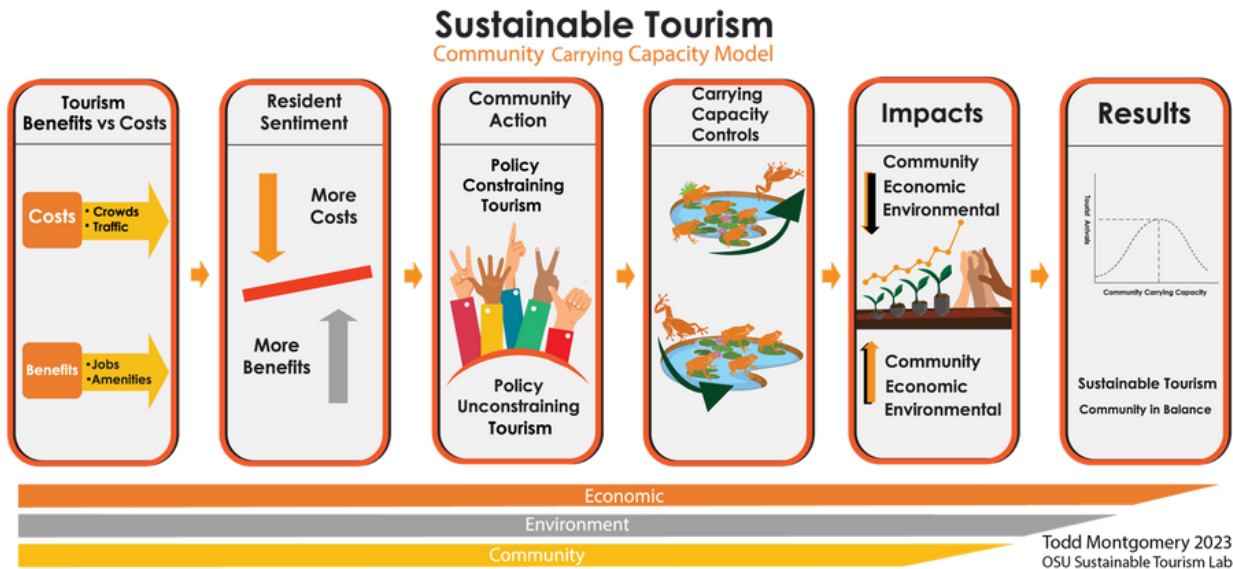 Sustainable Tourism
Community Carrying Capacity Model
Tourism
Benefits vs Costs
Costs
• Crowds
• Traffic
Benefits
•Jobs
•Amenities
Resident
Sentiment
More
Costs
More
Benefits
Community
Action
Policy
Constraining
Tourism
Policy
Unconstraining
Tourism
Carrying
Capacity
Controls
Impacts
Community
Economic
Environmental
Community
Economic
Environmental
Results
Tourist Arrivals
Community Carrying Capacity
Sustainable Tourism
Community in Balance
Economic
Environment
Community
Todd Montgomery 2023
OSU Sustainable Tourism Lab